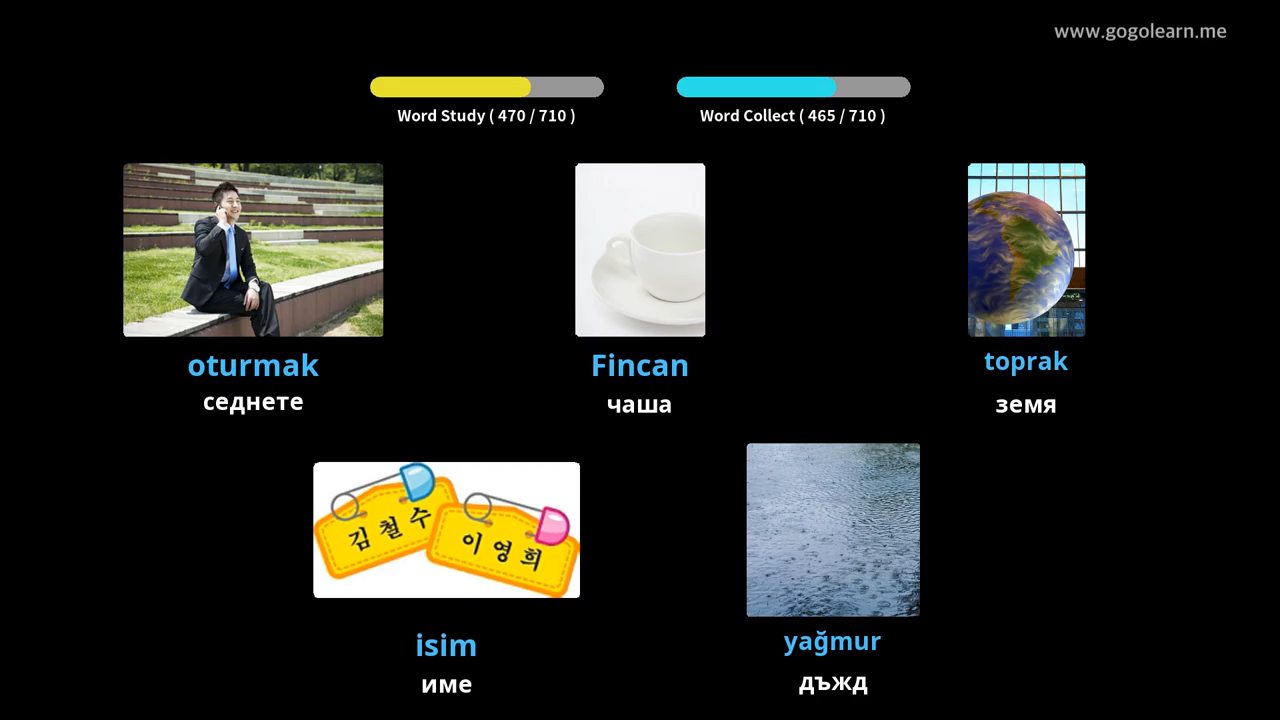 www.gogolearn.me
Word Study ( 470 / 710 )
Word Collect ( 465 / 710 )
oturmak
седнете
Fincan
чаша
toprak
земя
김철수
이영희
isim
име
yağmur
дъжд